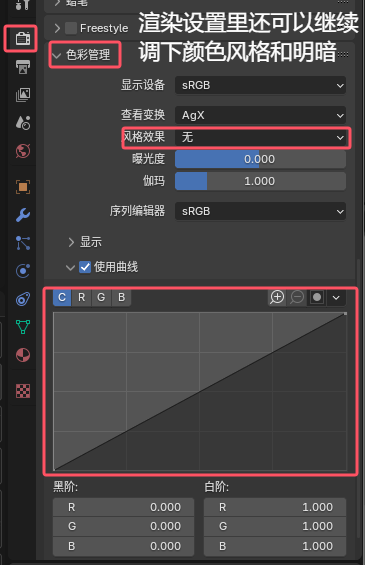 蜡笔
Freestyle
渲染设置里还可以继续
调下颜色风格和明暗
色彩管理
显示设备 sRGB
查看变换 AgX
风格效果 无
曝光度 0.000
伽玛 1.000
序列编辑器 sRGB
显示
使用曲线
C R G B
黑阶: 白阶:
R 0.000 R 1.000
G 0.000 G 1.000
B 0.000 B 1.000